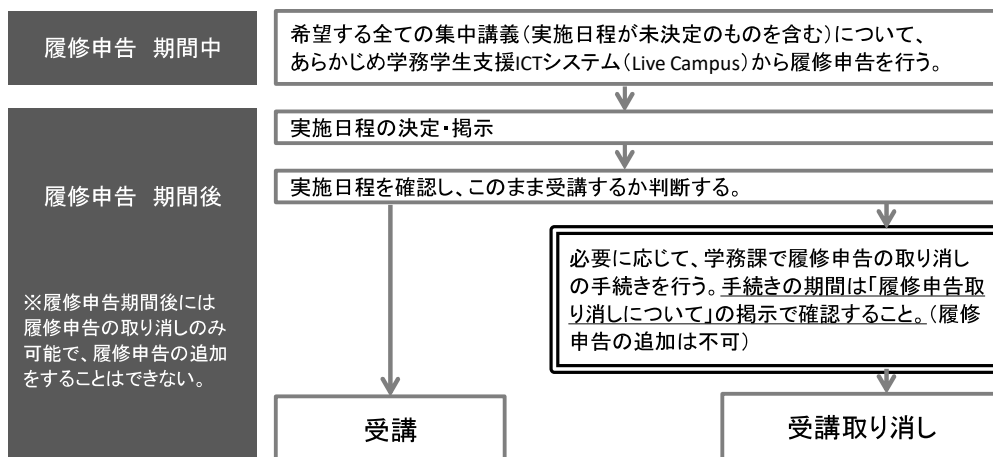 履修申告　期間中
希望する全ての集中講義（実施日程が未決定のものを含む）について、
あらかじめ学務学生支援ICTシステム（Live Campus）から履修申告を行う。
履修申告　期間後
※履修申告期間後には
履修申告の取り消しのみ
可能で、履修申告の追加
をすることはできない。
実施日程の決定・掲示
実施日程を確認し、このまま受講するか判断する。
必要に応じて、学務課で履修申告の取り消し
の手続きを行う。手続きの期間は「履修申告取
り消しについて」の掲示で確認すること。（履修
申告の追加は不可）
受講
受講取り消し